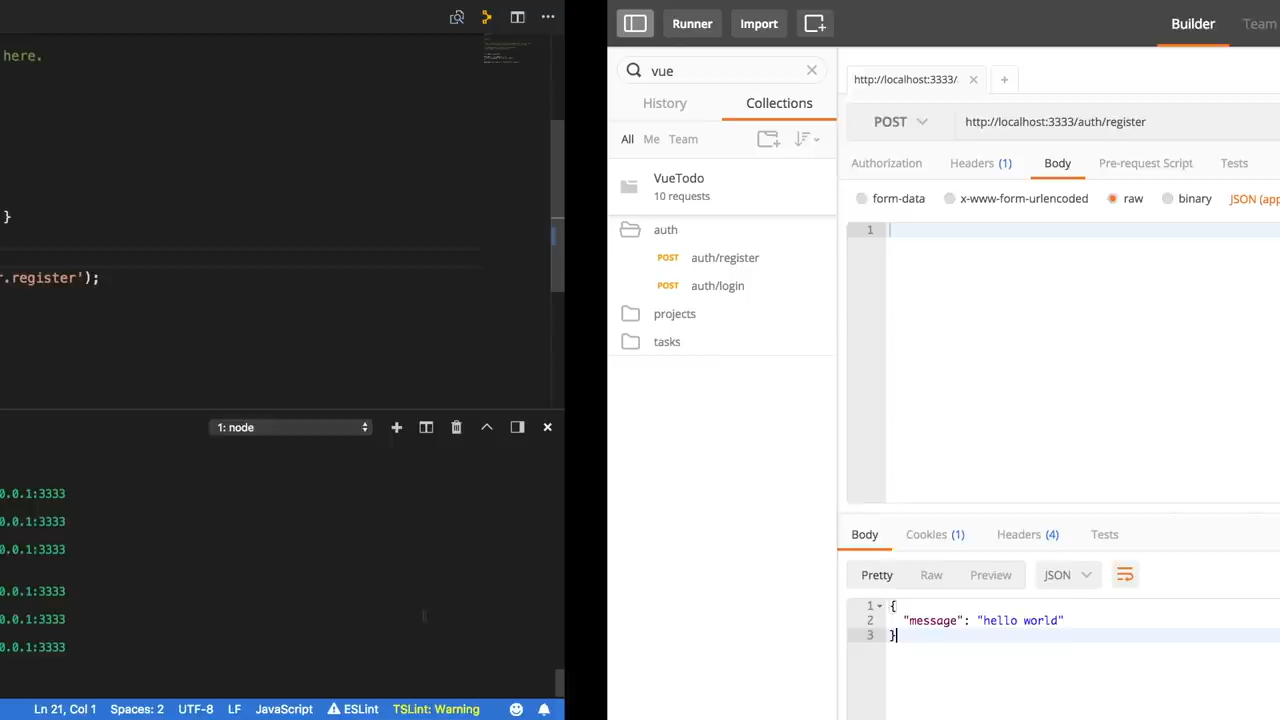 here.
}
r.register');
1: node
0.0.1:3333
0.0.1:3333
0.0.1:3333
0.0.1:3333
0.0.1:3333
0.0.1:3333
Ln 21, Col 1 Spaces: 2 UTF-8 LF JavaScript ESLint TSLint: Warning
Runner Import Builder Team
vue
History Collections
All Me Team
VueTodo
10 requests
auth
POST auth/register
POST auth/login
projects
tasks
http://localhost:3333/
POST http://localhost:3333/auth/register
Authorization Headers (1) Body Pre-request Script Tests
form-data x-www-form-urlencoded raw binary JSON (app
1
Body Cookies (1) Headers (4) Tests
Pretty Raw Preview JSON
1 {
2 "message": "hello world"
3 }